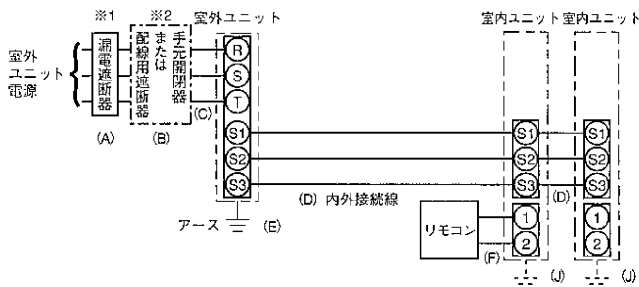 ※1
※2
室外ユニット
室内ユニット
室内ユニット
室外
ユニット
電源
漏電遮断器
手元開閉器
または
配線用遮断器
R
S
T
S1
S2
S3
(A)
(B)
(C)
(D) 内外接続線
(D)
アース
(E)
リモコン
(F)
S1
S2
S3
1
2
(J)
S1
S2
S3
1
2
(J)